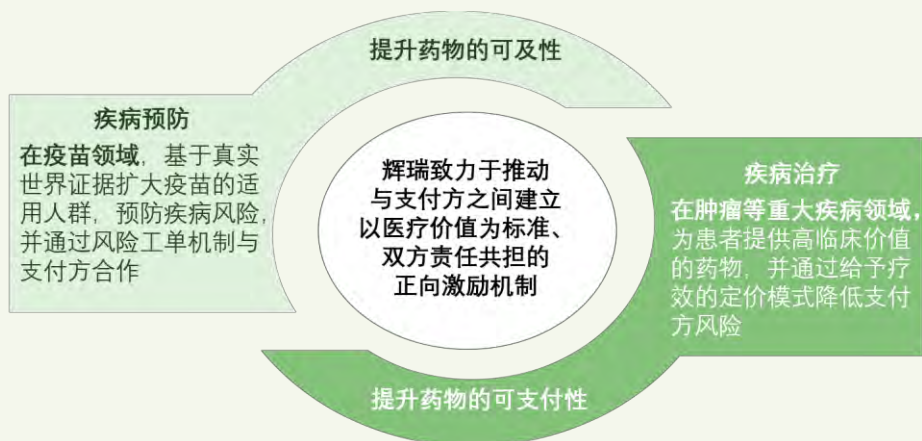 提升药物的可及性
疾病预防
在疫苗领域，基于真实
世界证据扩大疫苗的适
用人群，预防疾病风险，
并通过风险工单机制与
支付方合作
辉瑞致力于推动
与支付方之间建立
以医疗价值为标准、
双方责任共担的
正向激励机制
疾病治疗
在肿瘤等重大疾病领域，
为患者提供高临床价值
的药物，并通过给予疗
效的定价模式降低支付
方风险
提升药物的可支付性